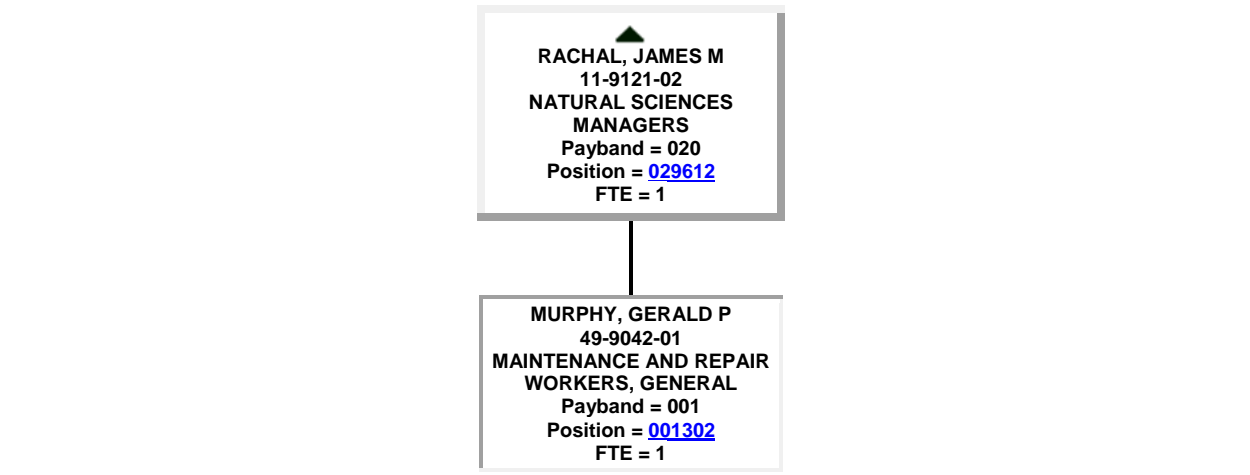 RACHAL, JAMES M
11-9121-02
NATURAL SCIENCES
MANAGERS
Payband = 020
Position = 029612
FTE = 1
MURPHY, GERALD P
49-9042-01
MAINTENANCE AND REPAIR
WORKERS, GENERAL
Payband = 001
Position = 001302
FTE = 1